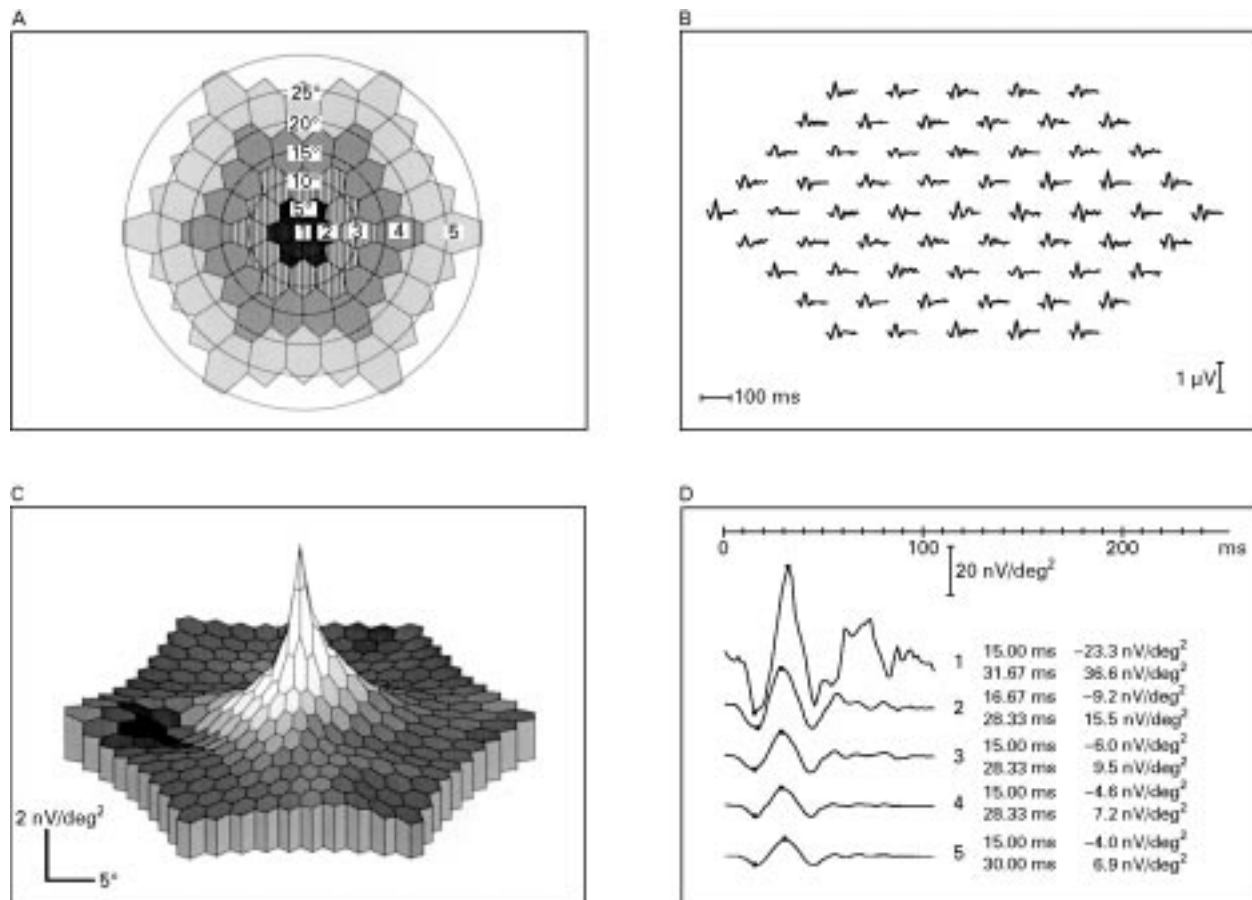 A
25°
20°
15°
10°
5°
1 2 3 4 5
B
100 ms
1 µV
C
2 nV/deg²
5°
D
0 100 200 ms
20 nV/deg²
1 15.00 ms −23.3 nV/deg²
31.67 ms 36.6 nV/deg²
2 16.67 ms −9.2 nV/deg²
28.33 ms 15.5 nV/deg²
3 15.00 ms −6.0 nV/deg²
28.33 ms 9.5 nV/deg²
4 15.00 ms −4.6 nV/deg²
28.33 ms 7.2 nV/deg²
5 15.00 ms −4.0 nV/deg²
30.00 ms 6.9 nV/deg²